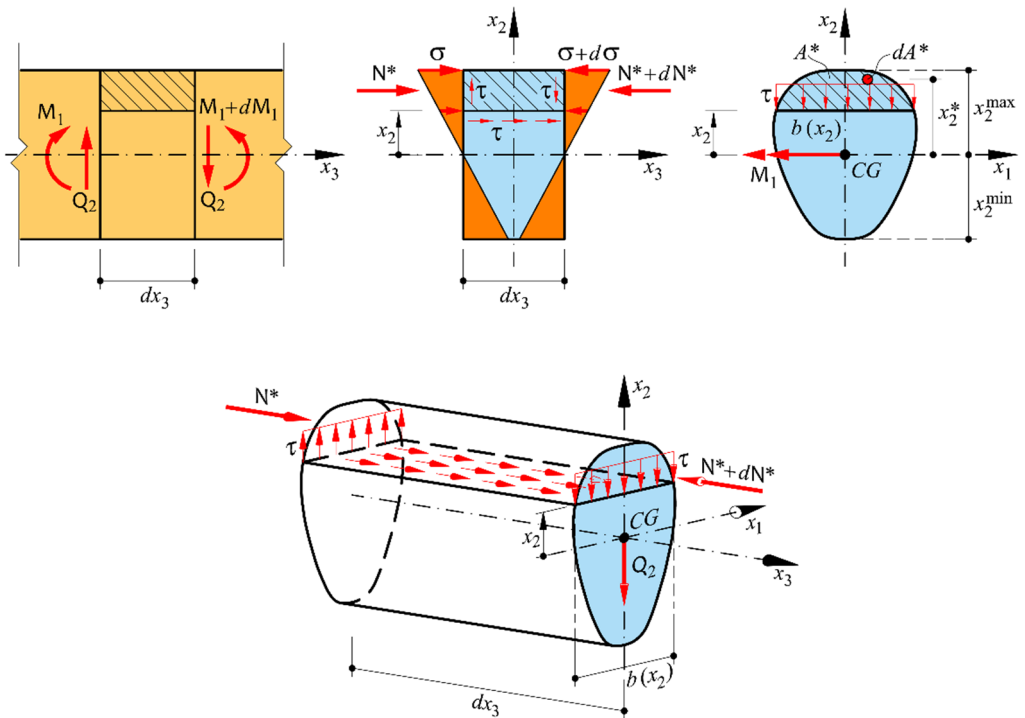 M₁
Q₂
M₁+dM₁
Q₂
x₃
dx₃
x₂
σ
σ+dσ
N*
N*+dN*
τ
τ
τ
x₂
x₃
dx₃
x₂
A*
dA*
τ
b(x₂)
x₂
x₂*
x₂ᵐᵃˣ
x₂ᵐⁱⁿ
M₁
CG
x₁
N*
τ
x₂
τ
N*+dN*
x₂
CG
x₁
Q₂
x₃
b(x₂)
dx₃